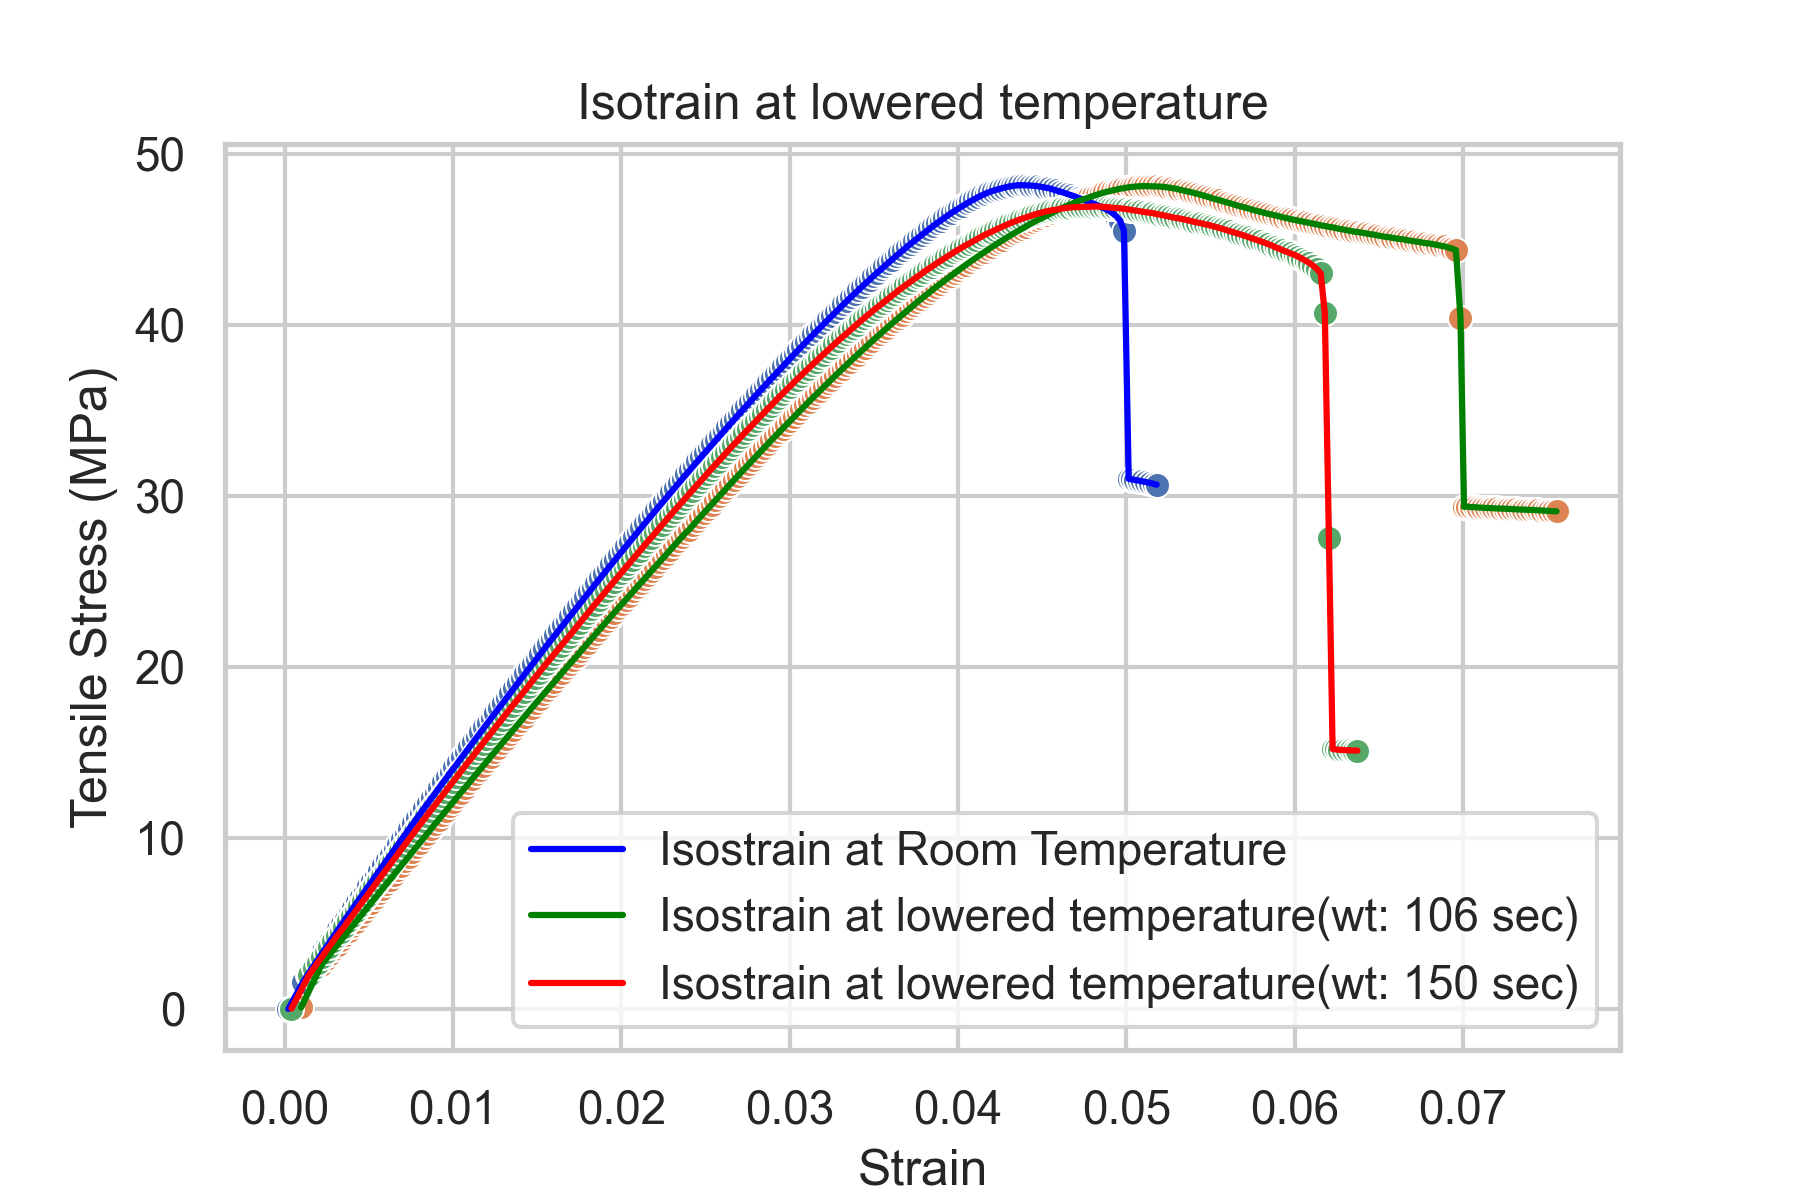 Isotrain at lowered temperature
50
40
30
20
10
0
Tensile Stress (MPa)
Isostrain at Room Temperature
Isostrain at lowered temperature(wt: 106 sec)
Isostrain at lowered temperature(wt: 150 sec)
0.00 0.01 0.02 0.03 0.04 0.05 0.06 0.07
Strain